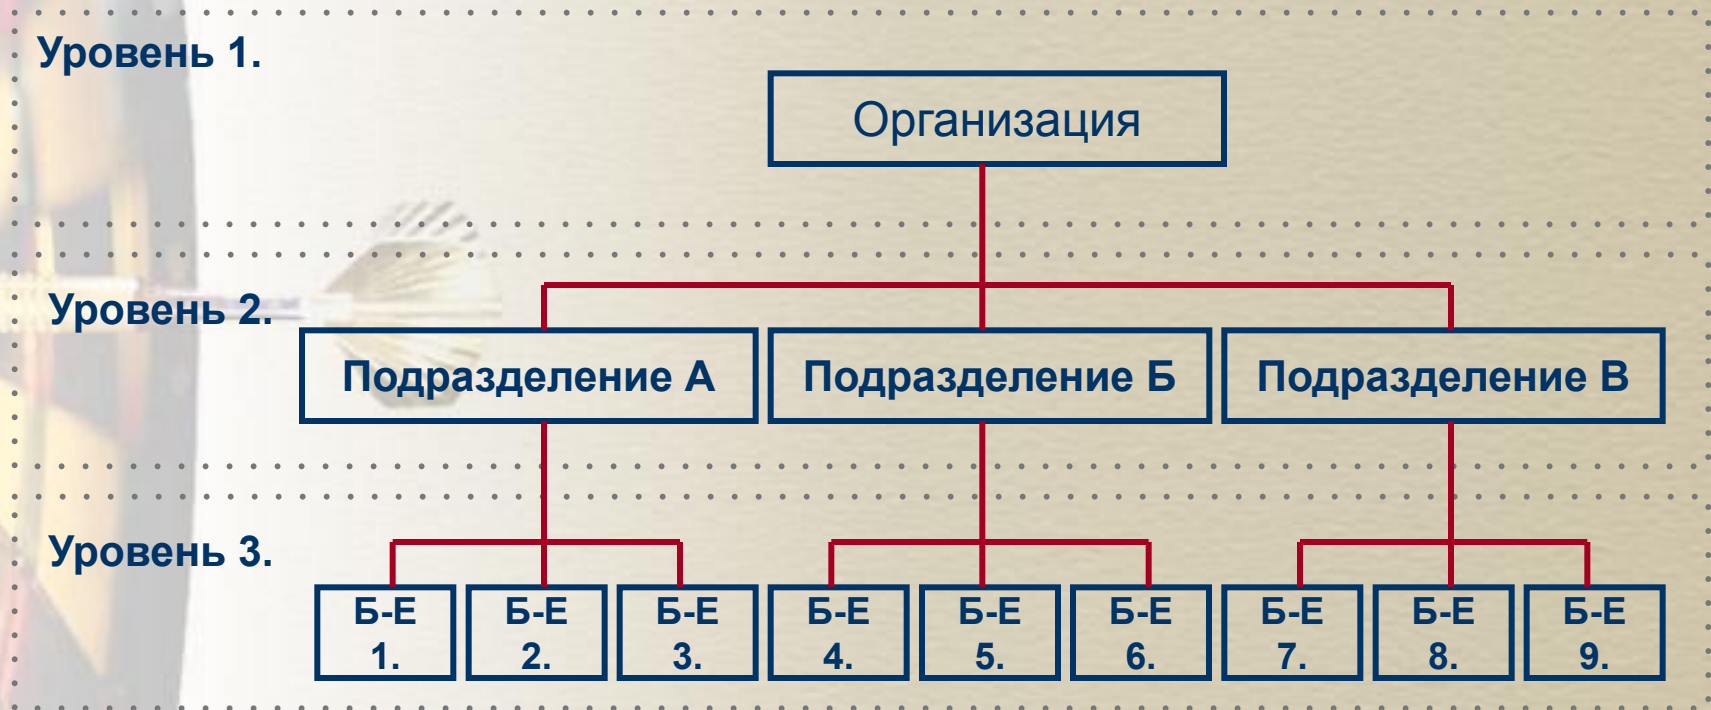 Уровень 1.
Организация
Уровень 2.
Подразделение А
Подразделение Б
Подразделение В
Уровень 3.
Б-Е
1.
Б-Е
2.
Б-Е
3.
Б-Е
4.
Б-Е
5.
Б-Е
6.
Б-Е
7.
Б-Е
8.
Б-Е
9.